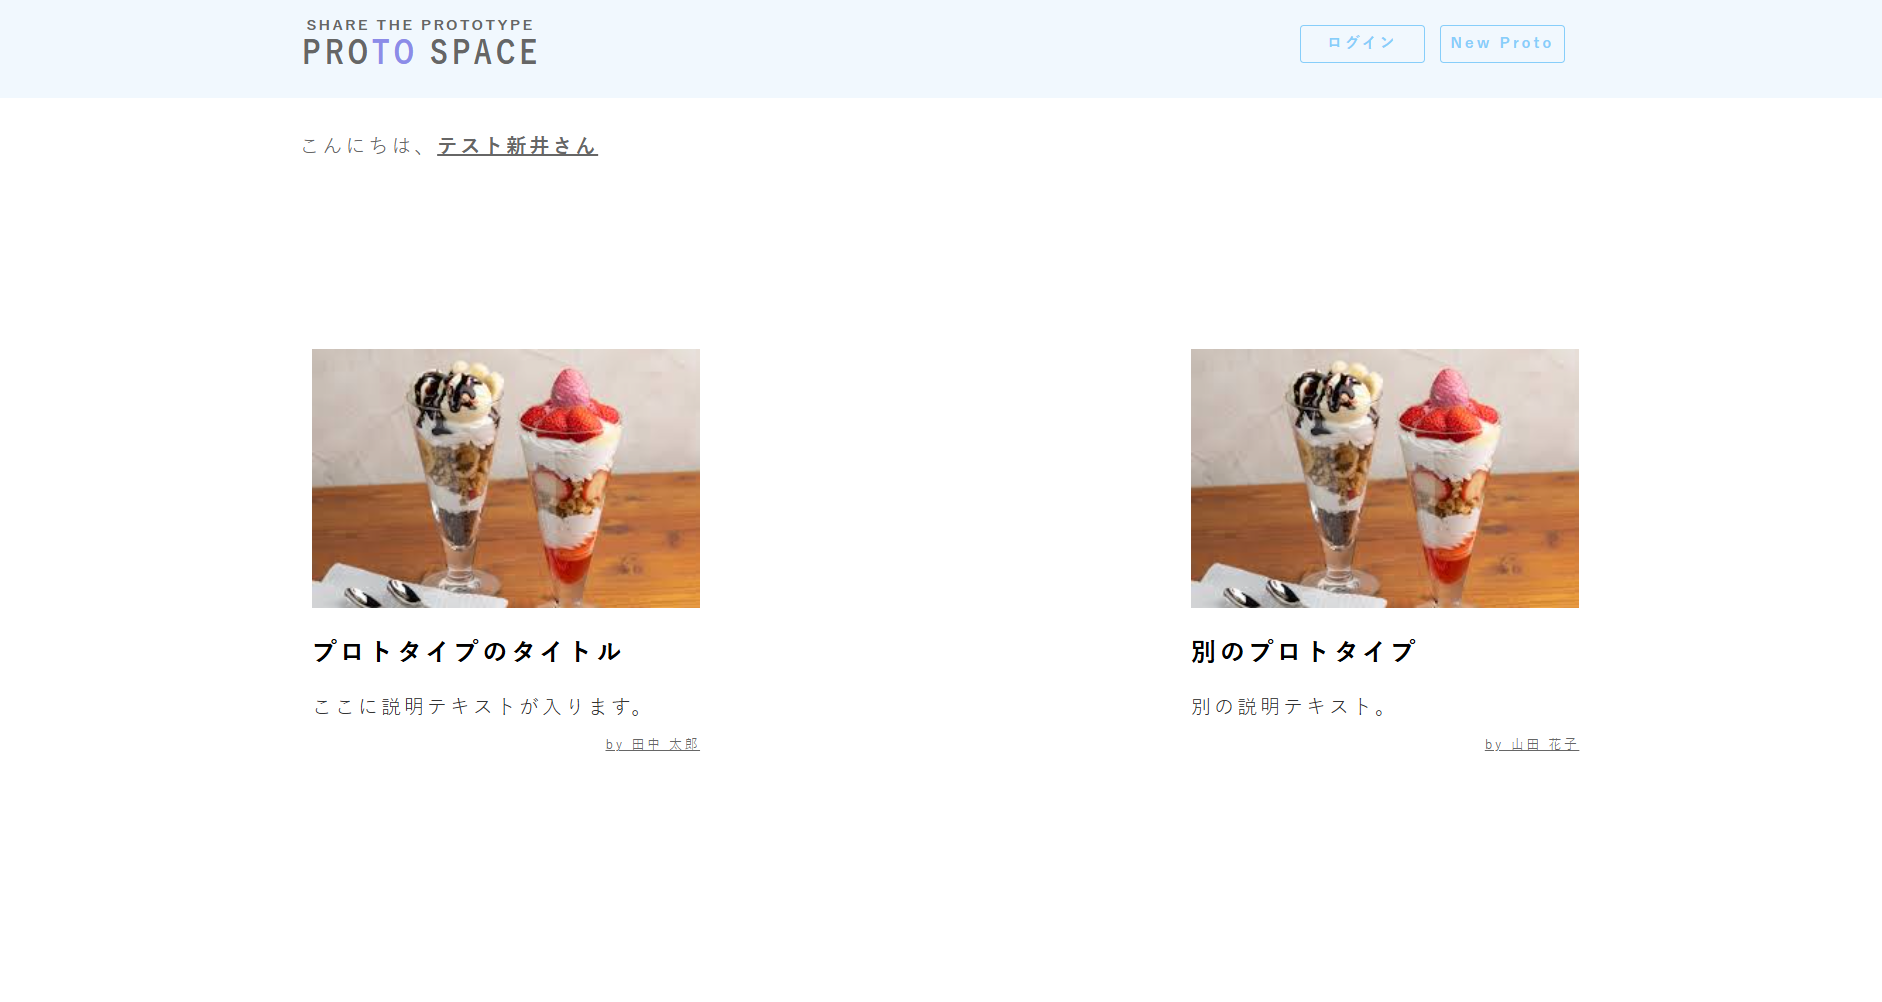 SHARE THE PROTOTYPE
PROTO SPACE
ログイン
New Proto
こんにちは、テスト新井さん
プロトタイプのタイトル
ここに説明テキストが入ります。
by 田中 太郎
別のプロトタイプ
別の説明テキスト。
by 山田 花子